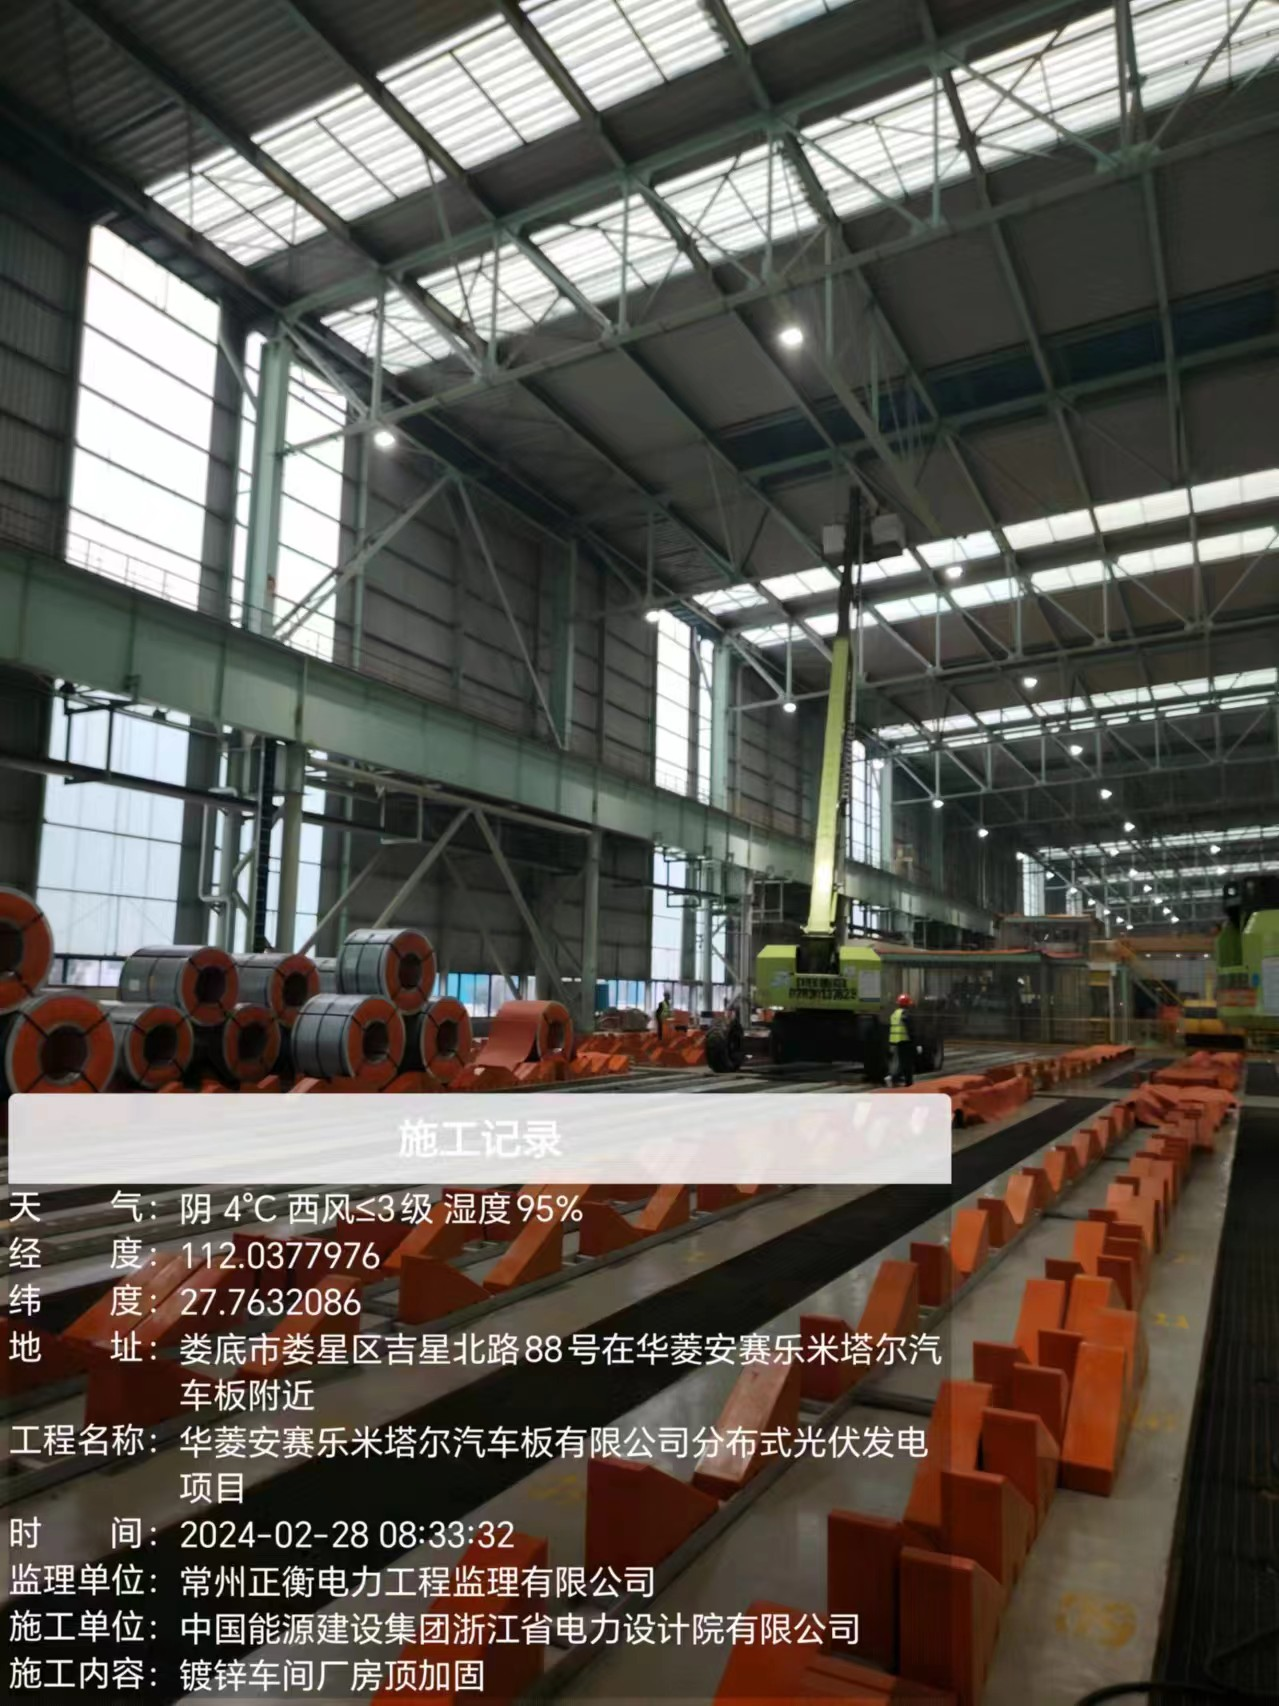 施工记录
天 气：阴 4℃ 西风≤3级 湿度95%
经 度：112.0377976
纬 度：27.7632086
地 址：娄底市娄星区吉星北路88号在华菱安赛乐米塔尔汽
车板附近
工程名称：华菱安赛乐米塔尔汽车板有限公司分布式光伏发电
项目
时 间：2024-02-28 08:33:32
监理单位：常州正衡电力工程监理有限公司
施工单位：中国能源建设集团浙江省电力设计院有限公司
施工内容：镀锌车间厂房顶加固